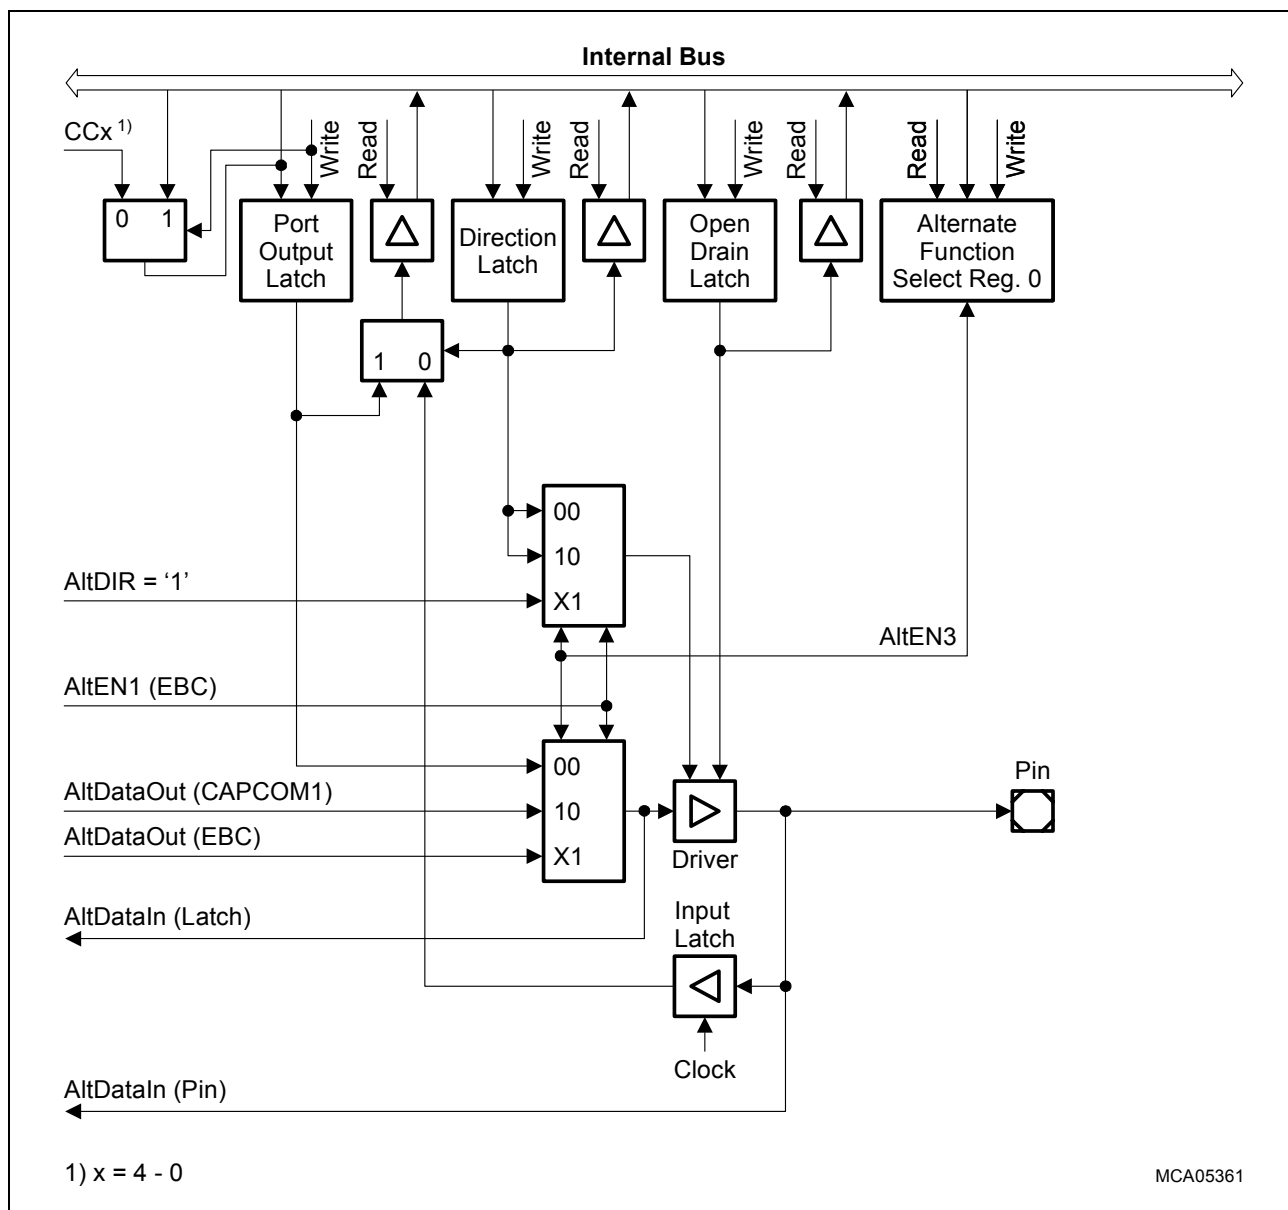 Internal Bus
CCx 1)
Write
Read
Write
Read
Write
Read
Read
Write
0 1
Port
Output
Latch
Direction
Latch
Open
Drain
Latch
Alternate
Function
Select Reg. 0
1 0
00
10
X1
AltDIR = ‘1’
AltEN3
AltEN1 (EBC)
00
10
X1
AltDataOut (CAPCOM1)
AltDataOut (EBC)
Pin
Driver
AltDataIn (Latch)
Input
Latch
Clock
AltDataIn (Pin)
1) x = 4 - 0
MCA05361